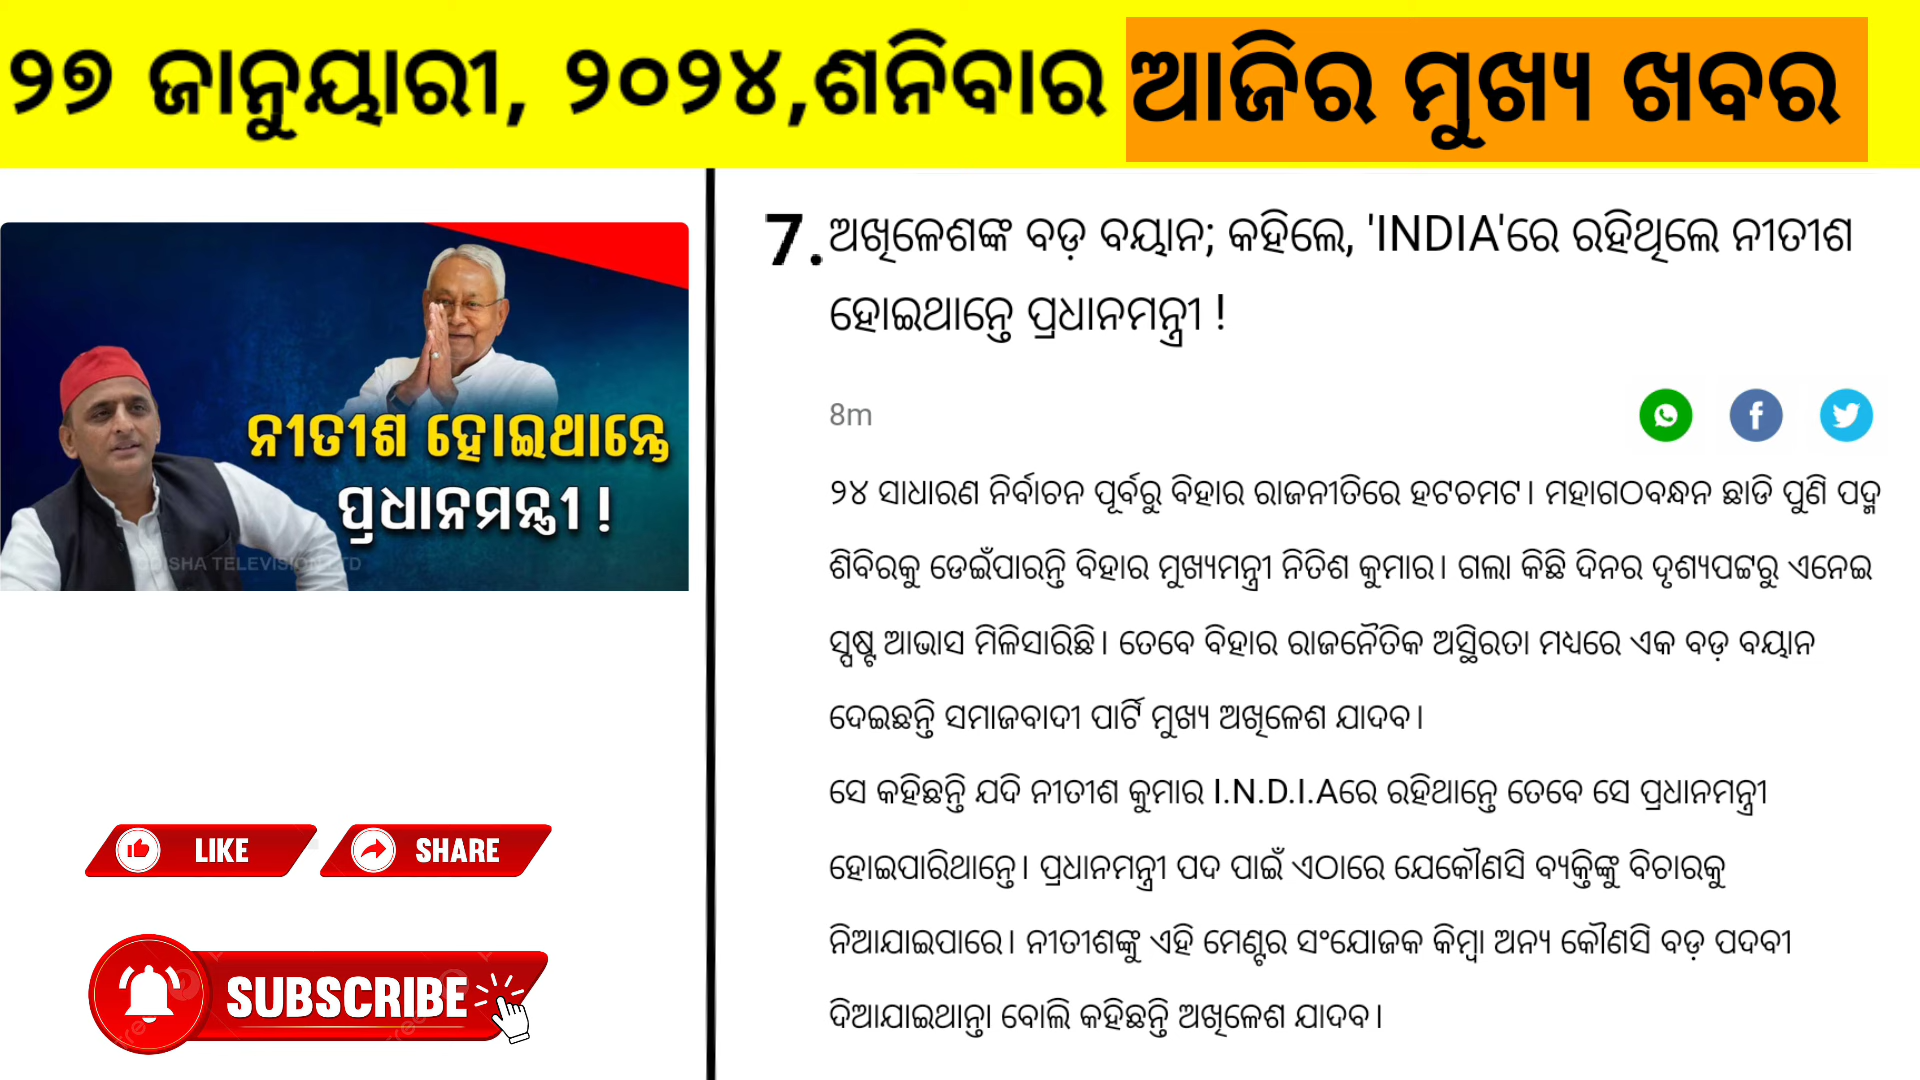 ୨୭ ଜାନୁୟାରୀ, ୨୦୨୪,ଶନିବାର ଆଜିର ମୁଖ୍ୟ ଖବର
7. ଅଖିଳେଶଙ୍କ ବଡ଼ ବୟାନ; କହିଲେ, 'INDIA'ରେ ରହିଥିଲେ ନୀତୀଶ
ହୋଇଥାନ୍ତେ ପ୍ରଧାନମନ୍ତ୍ରୀ !
8m
ନୀତୀଶ ହୋଇଥାନ୍ତେ
ପ୍ରଧାନମନ୍ତ୍ରୀ !
ODISHA TELEVISION LTD
୨୪ ସାଧାରଣ ନିର୍ବାଚନ ପୂର୍ବରୁ ବିହାର ରାଜନୀତିରେ ହଟଚମଟ। ମହାଗଠବନ୍ଧନ ଛାଡି ପୁଣି ପଦ୍ମ
ଶିବିରକୁ ଡେଇଁପାରନ୍ତି ବିହାର ମୁଖ୍ୟମନ୍ତ୍ରୀ ନିତିଶ କୁମାର। ଗଲା କିଛି ଦିନର ଦୃଶ୍ୟପଟ୍ଟରୁ ଏନେଇ
ସ୍ପଷ୍ଟ ଆଭାସ ମିଳିସାରିଛି। ତେବେ ବିହାର ରାଜନୈତିକ ଅସ୍ଥିରତା ମଧ୍ୟରେ ଏକ ବଡ଼ ବୟାନ
ଦେଇଛନ୍ତି ସମାଜବାଦୀ ପାର୍ଟି ମୁଖ୍ୟ ଅଖିଳେଶ ଯାଦବ।
ସେ କହିଛନ୍ତି ଯଦି ନୀତୀଶ କୁମାର I.N.D.I.Aରେ ରହିଥାନ୍ତେ ତେବେ ସେ ପ୍ରଧାନମନ୍ତ୍ରୀ
ହୋଇପାରିଥାନ୍ତେ। ପ୍ରଧାନମନ୍ତ୍ରୀ ପଦ ପାଇଁ ଏଠାରେ ଯେକୌଣସି ବ୍ୟକ୍ତିଙ୍କୁ ବିଚାରକୁ
ନିଆଯାଇପାରେ। ନୀତୀଶଙ୍କୁ ଏହି ମେଣ୍ଟର ସଂଯୋଜକ କିମ୍ବା ଅନ୍ୟ କୌଣସି ବଡ଼ ପଦବୀ
ଦିଆଯାଇଥାନ୍ତା ବୋଲି କହିଛନ୍ତି ଅଖିଳେଶ ଯାଦବ।
LIKE SHARE
SUBSCRIBE